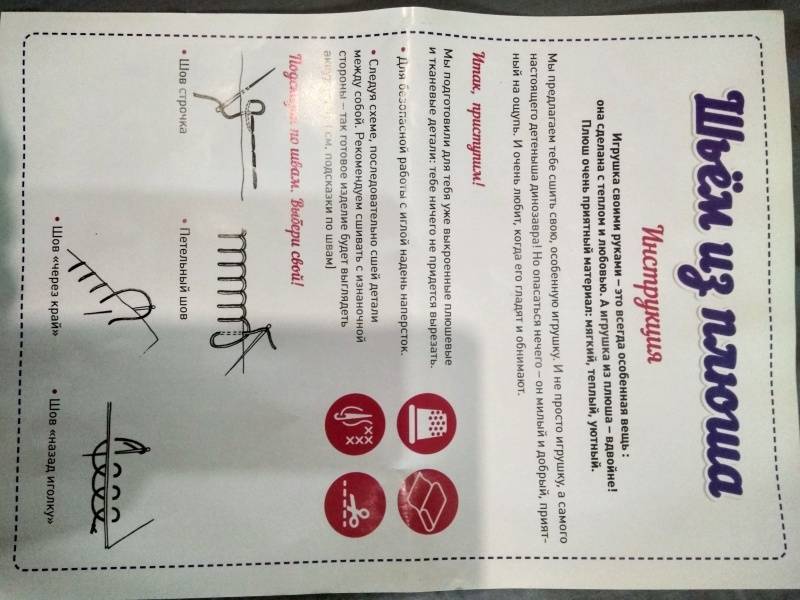 Шьём из плюша
Инструкция
Игрушка своими руками – это всегда особенная вещь :
она сделана с теплом и любовью. А игрушка из плюша – вдвойне!
Плюш очень приятный материал: мягкий, теплый, уютный.
Мы предлагаем тебе сшить свою, особенную игрушку. И не просто игрушку, а самого
настоящего детеныша динозавра! Но опасаться нечего – он милый и добрый, прият-
ный на ощупь. И очень любит, когда его гладят и обнимают.
Итак, приступим!
Мы подготовили для тебя уже выкроенные плюшевые
и тканевые детали: тебе ничего не придется вырезать.
• Для безопасной работы с иглой надень наперсток.
• Следуя схеме, последовательно сшей детали
между собой. Рекомендуем сшивать с изнаночной
стороны – так готовое изделие будет выглядеть
(см. подсказки по швам)
Подсказки по швам. Выбери свой!
• Шов строчка
• Петельный шов
• Шов «через край»
• Шов «назад иголку»